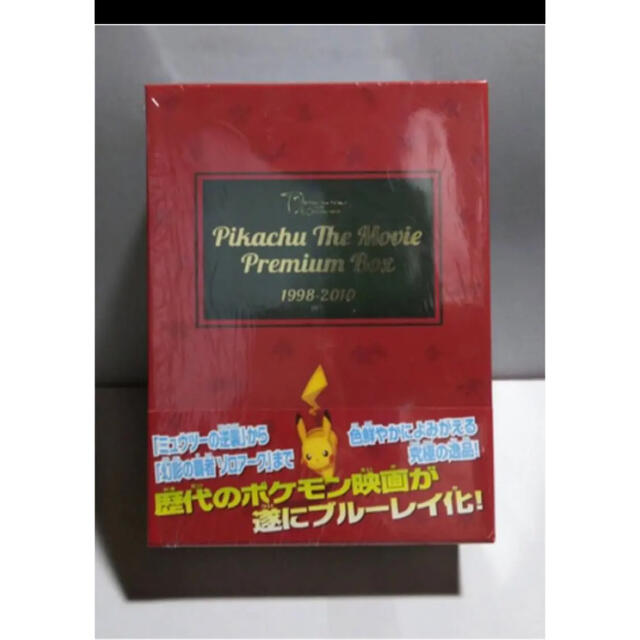 Pikachu The Movie
Premium Box
1998-2010
「ミュウツーの逆襲」から
「幻影の覇者 ゾロアーク」まで
色鮮やかによみがえる
究極の逸品!
歴代のポケモン映画が
遂にブルーレイ化!